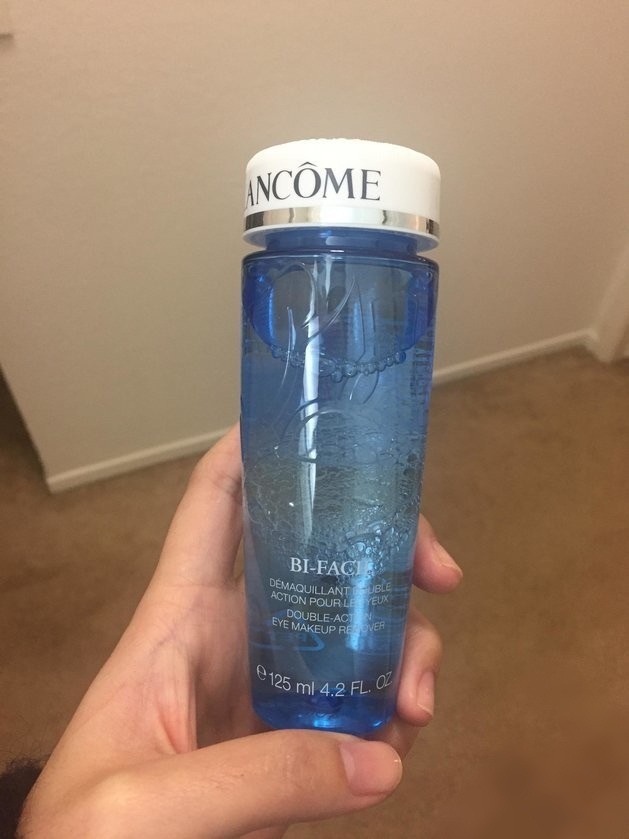 ANCÔME
BI-FACIL
DÉMAQUILLANT DOUBLE
ACTION POUR LES YEUX
DOUBLE-ACTION
EYE MAKEUP REMOVER
℮ 125 ml 4.2 FL. OZ